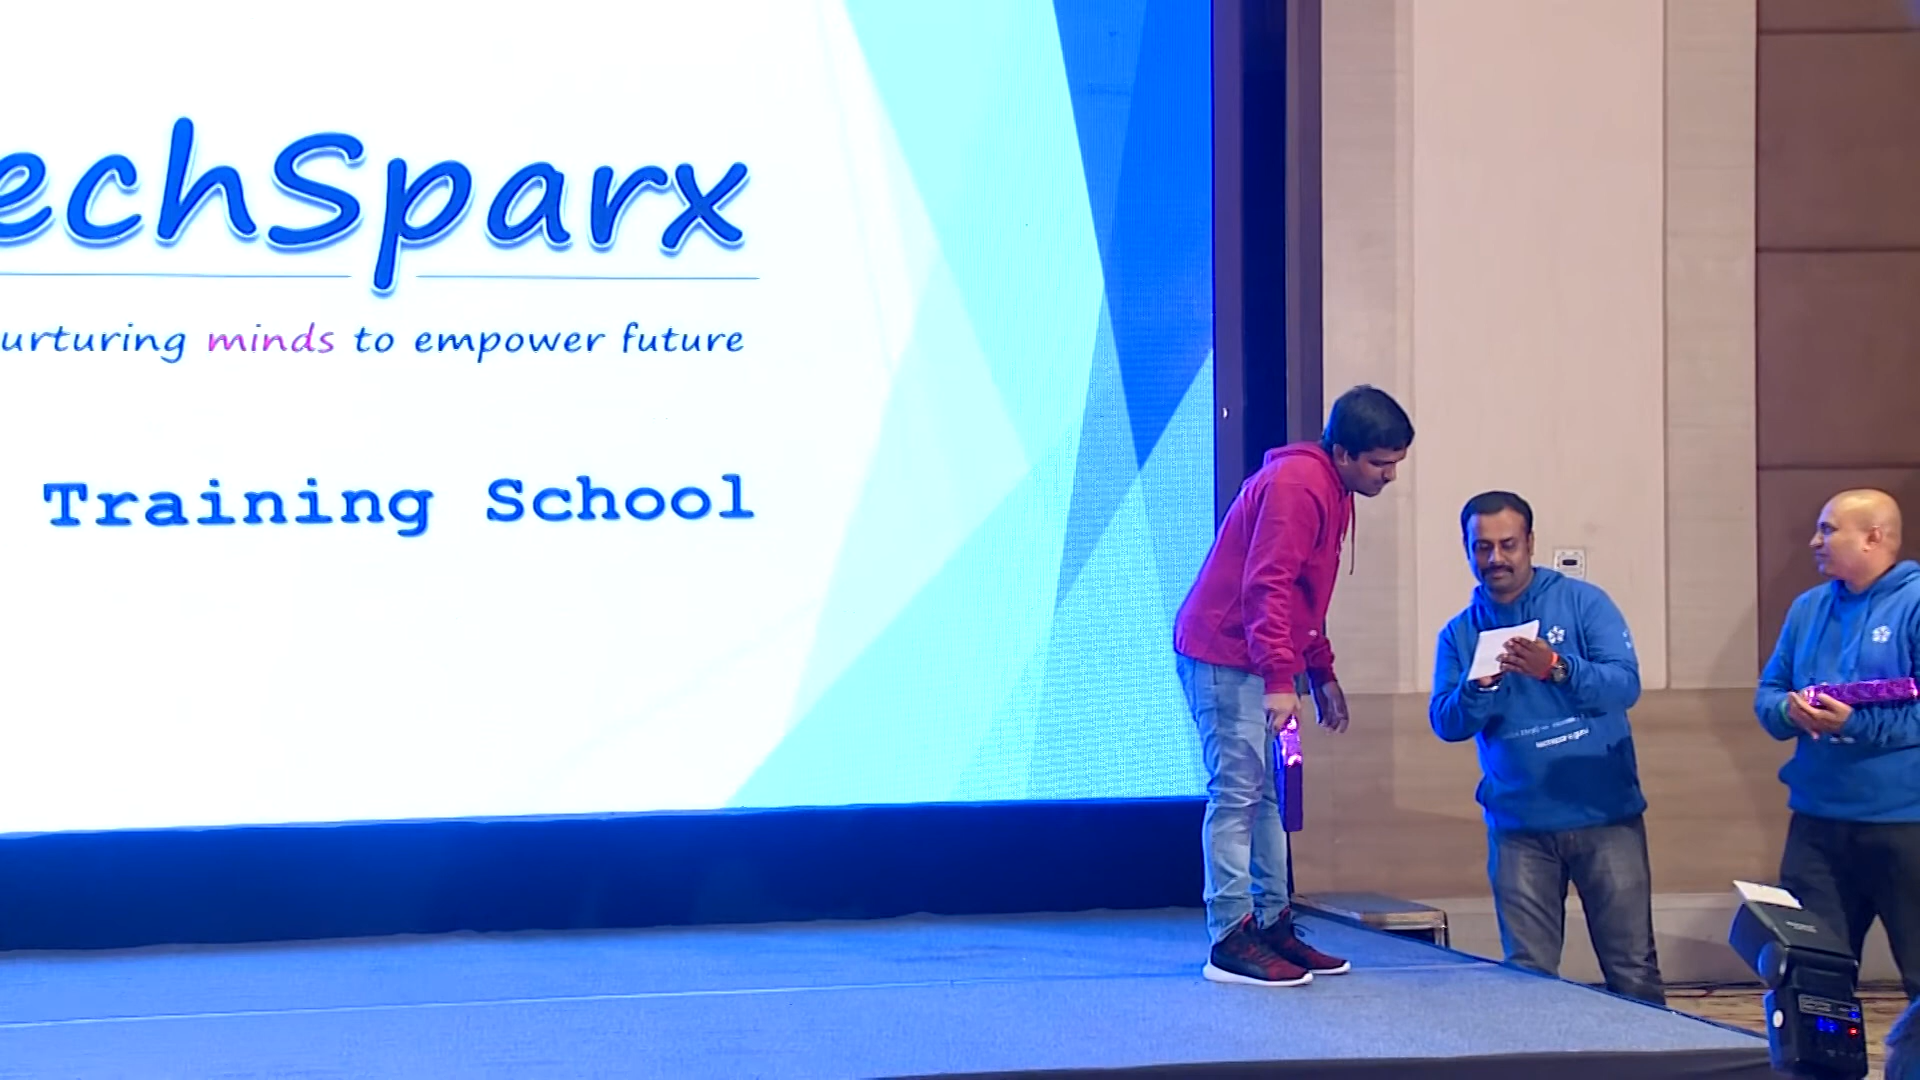 echSparx
urturing minds to empower future
Training School